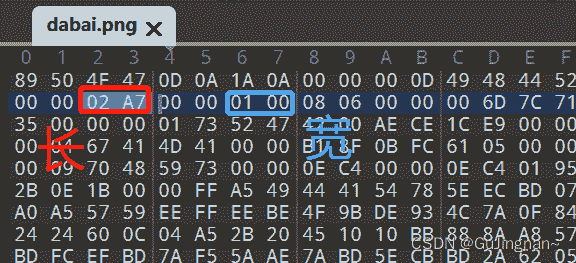 dabai.png ×
0 1 2 3 4 5 6 7 8 9 A B C D E F
89 50 4F 47 0D 0A 1A 0A 00 00 00 0D 49 48 44 52
00 00 02 A7 00 00 01 00 08 06 00 00 00 6D 7C 71
35 00 00 00 01 73 52 47 00 AE CE 1C E9 00 00
00 04 67 41 4D 41 00 00 B1 8F 0B FC 61 05 00 00
长 宽
00 09 70 48 59 73 00 00 0E C4 00 00 0E C4 01 95
2B 0E 1B 00 00 FF A5 49 44 41 54 78 5E EC BD 07
A0 A5 57 59 EE FF EE BE 4F 9B DE 93 4C 7A 0F 84
24 24 60 0C 04 A5 2B 20 45 10 10 BB 88 8A A8 57
BD FC EF BD 7A F5 5A AE 7A BD 5E CB BD 2A 62 05
CSDN @GuJingnan~